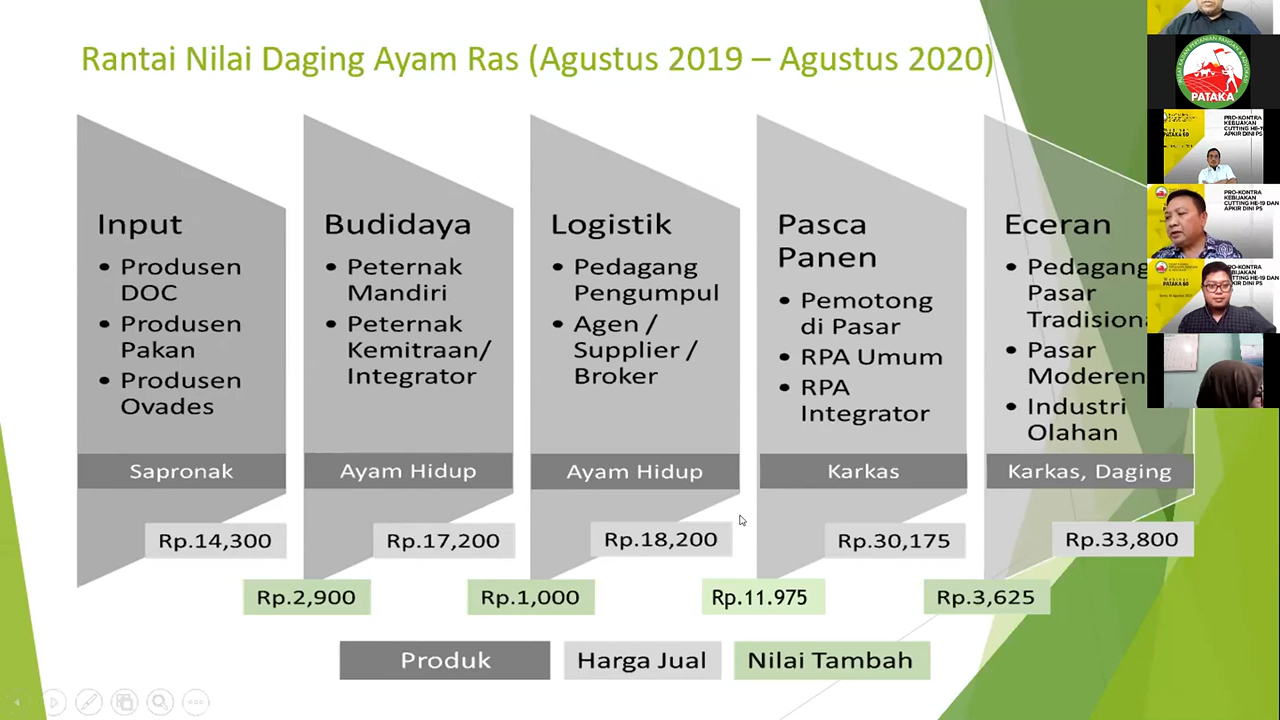 Rantai Nilai Daging Ayam Ras (Agustus 2019 – Agustus 2020)
Input
• Produsen
DOC
• Produsen
Pakan
• Produsen
Ovades
Sapronak
Rp.14,300
Budidaya
• Peternak
Mandiri
• Peternak
Kemitraan/
Integrator
Ayam Hidup
Rp.17,200
Logistik
• Pedagang
Pengumpul
• Agen /
Supplier /
Broker
Ayam Hidup
Rp.18,200
Pasca
Panen
• Pemotong
di Pasar
• RPA Umum
• RPA
Integrator
Karkas
Rp.30,175
Eceran
• Pedagang
Pasar
Tradisiona
• Pasar
Moderen
• Industri
Olahan
Karkas, Daging
Rp.33,800
Rp.2,900
Rp.1,000
Rp.11.975
Rp.3,625
Produk
Harga Jual
Nilai Tambah
PATAKA
PRO-KONTRA
KEBIJAKAN
CUTTING HE-19 DAN
APKIR DINI PS